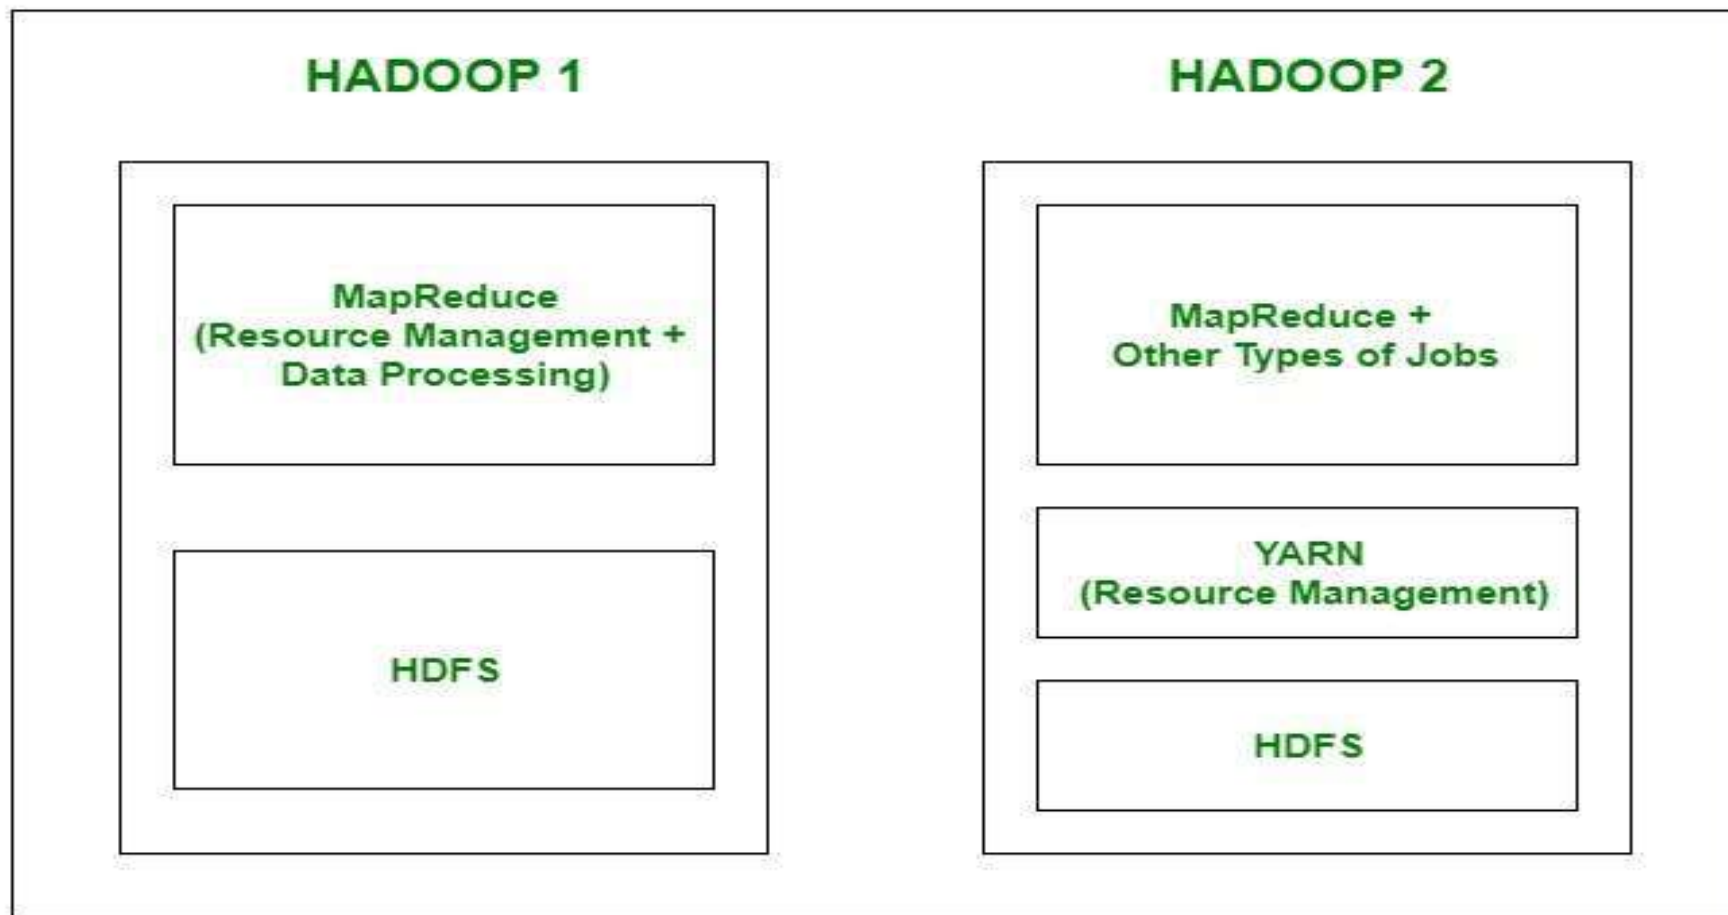 HADOOP 1
MapReduce
(Resource Management +
Data Processing)
HDFS
HADOOP 2
MapReduce +
Other Types of Jobs
YARN
(Resource Management)
HDFS